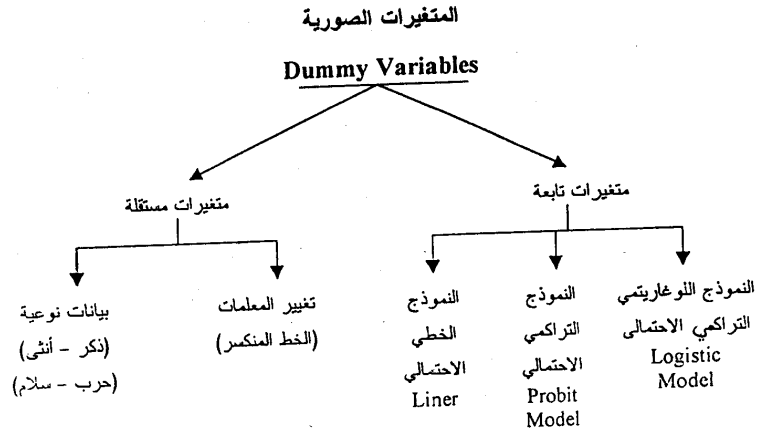 المتغيرات الصورية
Dummy Variables
متغيرات تابعة
متغيرات مستقلة
النموذج اللوغاريتمي
التراكمي الاحتمالى
Logistic
Model
النموذج
التراكمي
الاحتمالي
Probit
Model
النموذج
الخطي
الاحتمالي
Liner
تغيير المعلمات
(الخط المنكسر)
بيانات نوعية
(ذكر - أنثى)
(حرب - سلام)